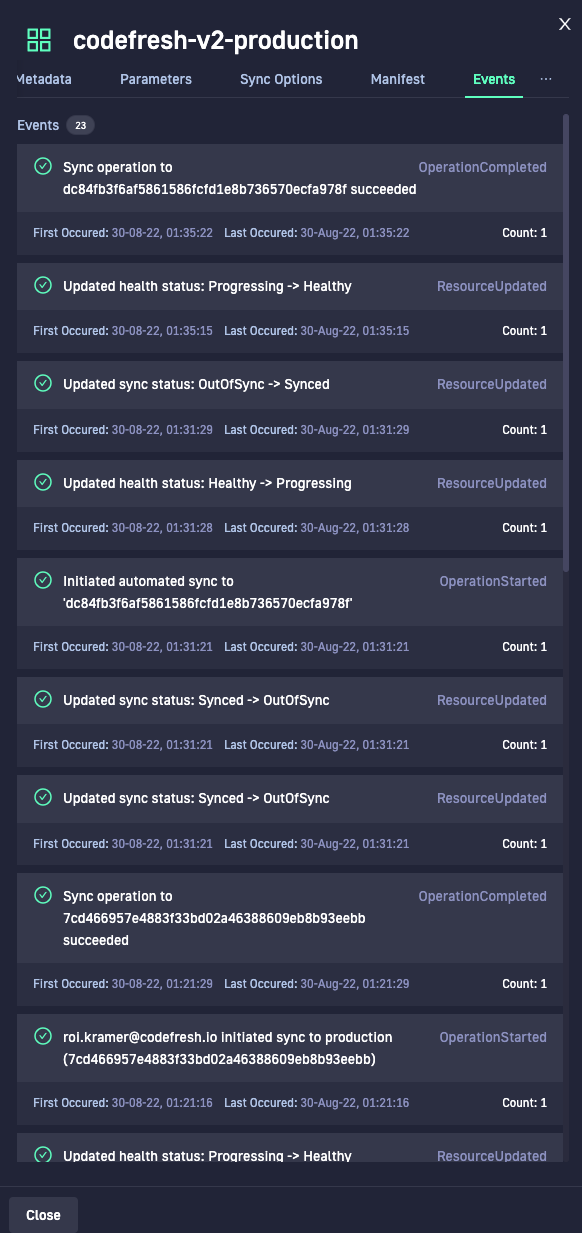 X
codefresh-v2-production
Metadata Parameters Sync Options Manifest Events ...
Events 23
Sync operation to OperationCompleted
dc84fb3f6af5861586fcfd1e8b736570ecfa978f succeeded
First Occured: 30-08-22, 01:35:22 Last Occured: 30-Aug-22, 01:35:22 Count: 1
Updated health status: Progressing -> Healthy ResourceUpdated
First Occured: 30-08-22, 01:35:15 Last Occured: 30-Aug-22, 01:35:15 Count: 1
Updated sync status: OutOfSync -> Synced ResourceUpdated
First Occured: 30-08-22, 01:31:29 Last Occured: 30-Aug-22, 01:31:29 Count: 1
Updated health status: Healthy -> Progressing ResourceUpdated
First Occured: 30-08-22, 01:31:28 Last Occured: 30-Aug-22, 01:31:28 Count: 1
Initiated automated sync to OperationStarted
'dc84fb3f6af5861586fcfd1e8b736570ecfa978f'
First Occured: 30-08-22, 01:31:21 Last Occured: 30-Aug-22, 01:31:21 Count: 1
Updated sync status: Synced -> OutOfSync ResourceUpdated
First Occured: 30-08-22, 01:31:21 Last Occured: 30-Aug-22, 01:31:21 Count: 1
Updated sync status: Synced -> OutOfSync ResourceUpdated
First Occured: 30-08-22, 01:31:21 Last Occured: 30-Aug-22, 01:31:21 Count: 1
Sync operation to OperationCompleted
7cd466957e4883f33bd02a46388609eb8b93eebb
succeeded
First Occured: 30-08-22, 01:21:29 Last Occured: 30-Aug-22, 01:21:29 Count: 1
roi.kramer@codefresh.io initiated sync to production OperationStarted
(7cd466957e4883f33bd02a46388609eb8b93eebb)
First Occured: 30-08-22, 01:21:16 Last Occured: 30-Aug-22, 01:21:16 Count: 1
Updated health status: Progressing -> Healthy ResourceUpdated
Close